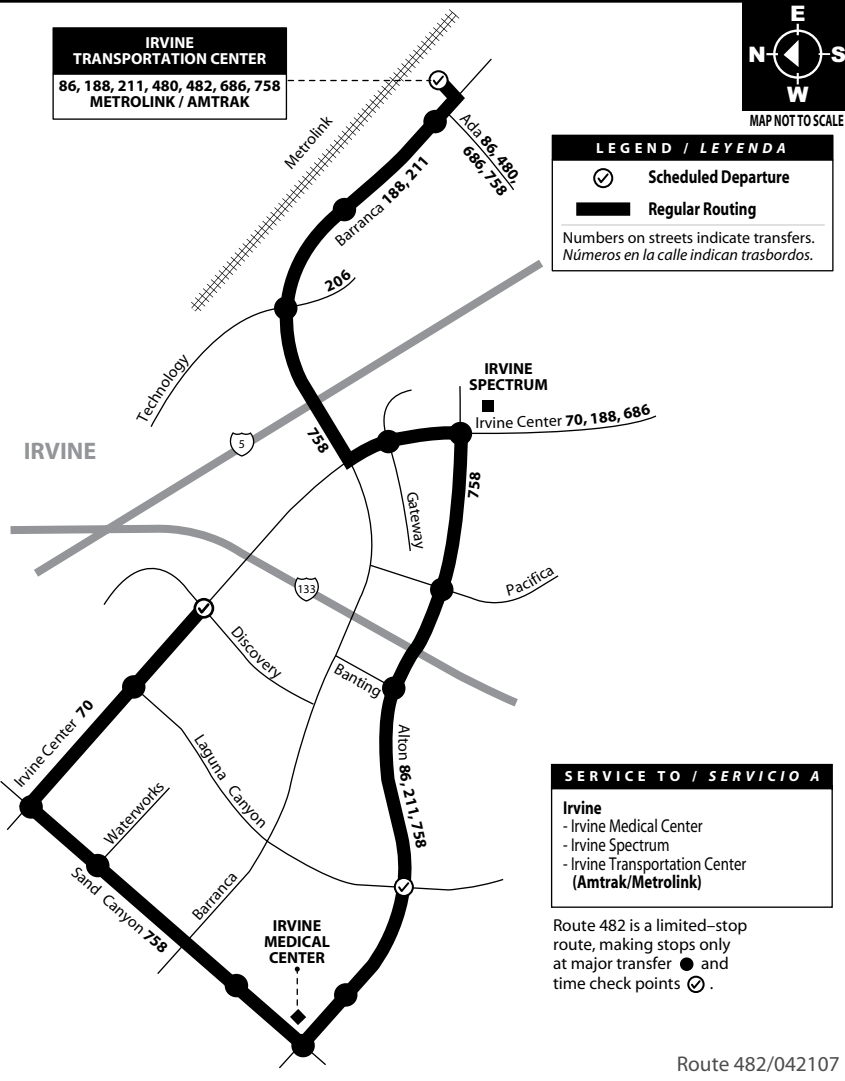 IRVINE
TRANSPORTATION CENTER
86, 188, 211, 480, 482, 686, 758
METROLINK / AMTRAK
E
N
S
W
MAP NOT TO SCALE
LEGEND / LEYENDA
Scheduled Departure
Regular Routing
Numbers on streets indicate transfers.
Números en la calle indican trasbordos.
Metrolink
Ada 86, 480,
686, 758
Barranca 188, 211
206
Technology
758
IRVINE
5
IRVINE
SPECTRUM
Irvine Center 70, 188, 686
758
Gateway
Pacifica
133
Discovery
Banting
Irvine Center 70
Laguna Canyon
Alton 86, 211, 758
Waterworks
Sand Canyon 758
Barranca
IRVINE
MEDICAL
CENTER
SERVICE TO / SERVICIO A
Irvine
- Irvine Medical Center
- Irvine Spectrum
- Irvine Transportation Center
(Amtrak/Metrolink)
Route 482 is a limited–stop
route, making stops only
at major transfer ● and
time check points ✓ .
Route 482/042107